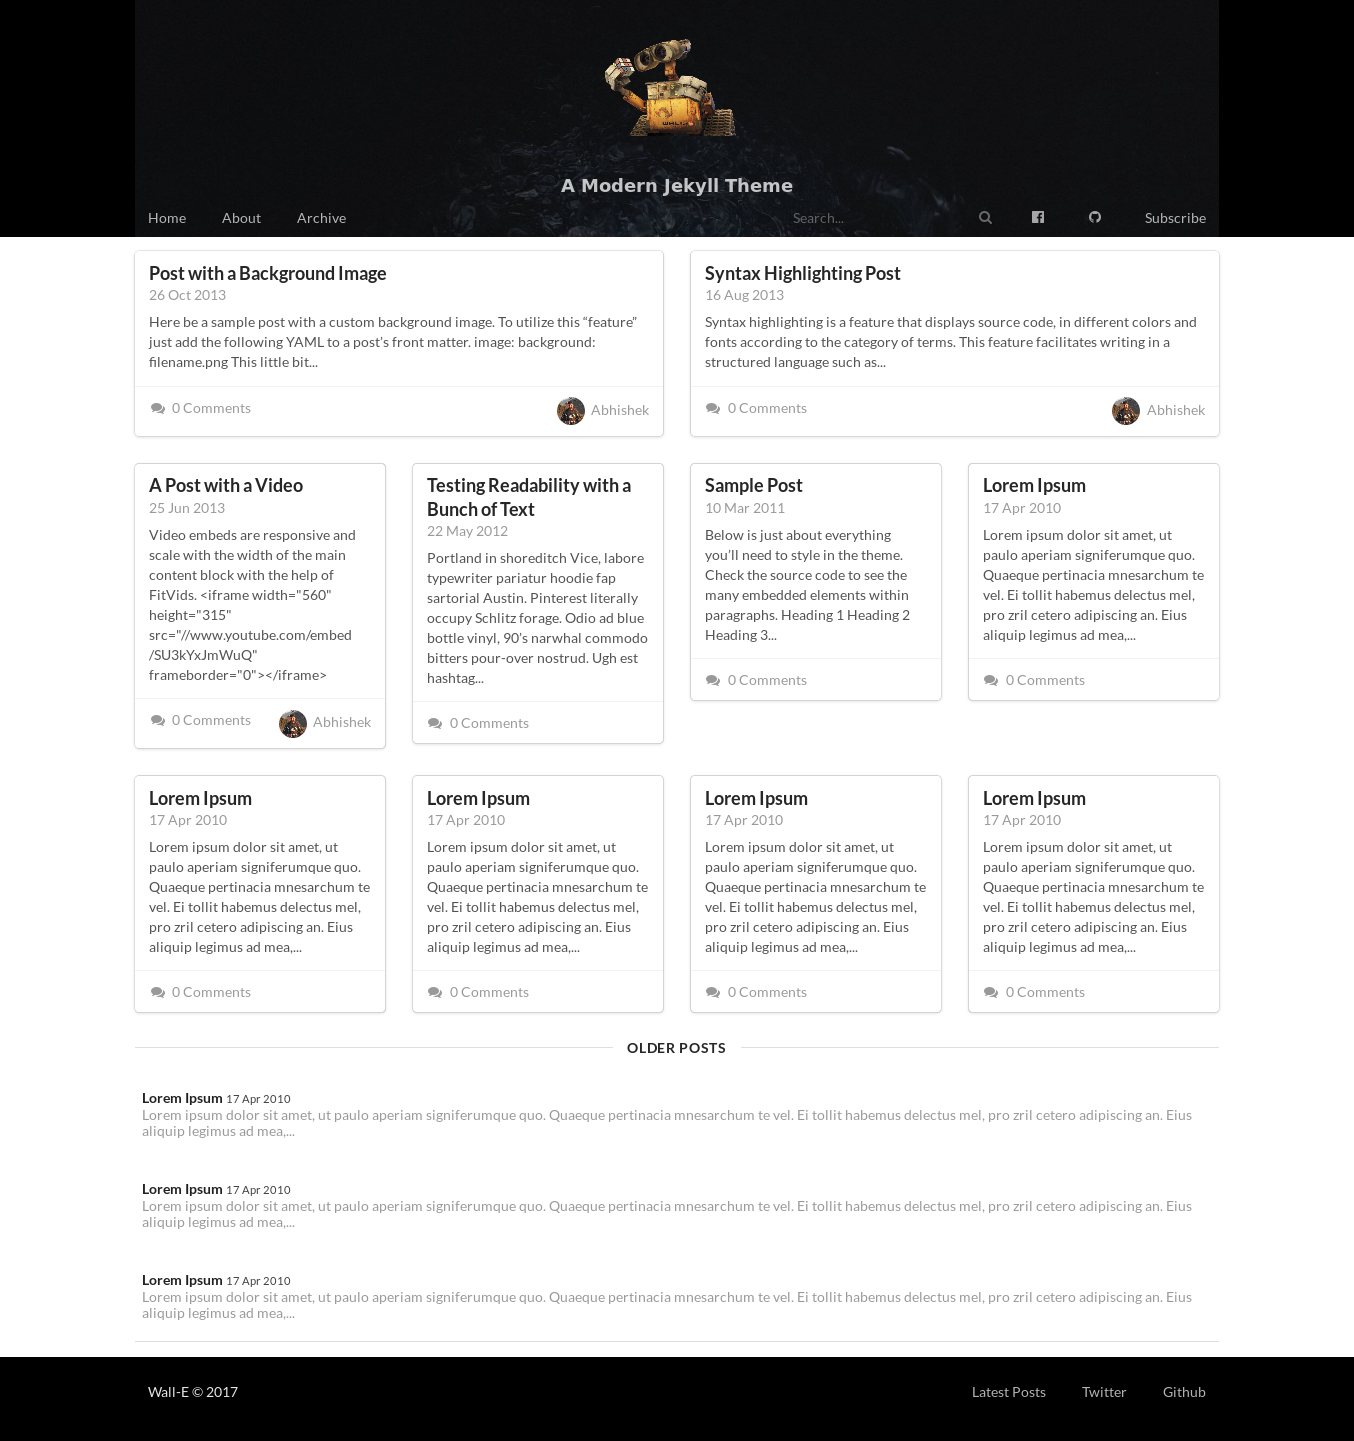 A Modern Jekyll Theme
Home
About
Archive
Search...
Subscribe
Post with a Background Image
26 Oct 2013
Here be a sample post with a custom background image. To utilize this “feature”
just add the following YAML to a post’s front matter. image: background:
filename.png This little bit...
0 Comments
Abhishek
Syntax Highlighting Post
16 Aug 2013
Syntax highlighting is a feature that displays source code, in different colors and
fonts according to the category of terms. This feature facilitates writing in a
structured language such as...
0 Comments
Abhishek
A Post with a Video
25 Jun 2013
Video embeds are responsive and
scale with the width of the main
content block with the help of
FitVids. <iframe width="560"
height="315"
src="//www.youtube.com/embed
/SU3kYxJmWuQ"
frameborder="0"></iframe>
0 Comments
Abhishek
Testing Readability with a
Bunch of Text
22 May 2012
Portland in shoreditch Vice, labore
typewriter pariatur hoodie fap
sartorial Austin. Pinterest literally
occupy Schlitz forage. Odio ad blue
bottle vinyl, 90’s narwhal commodo
bitters pour-over nostrud. Ugh est
hashtag...
0 Comments
Sample Post
10 Mar 2011
Below is just about everything
you’ll need to style in the theme.
Check the source code to see the
many embedded elements within
paragraphs. Heading 1 Heading 2
Heading 3...
0 Comments
Lorem Ipsum
17 Apr 2010
Lorem ipsum dolor sit amet, ut
paulo aperiam signiferumque quo.
Quaeque pertinacia mnesarchum te
vel. Ei tollit habemus delectus mel,
pro zril cetero adipiscing an. Eius
aliquip legimus ad mea,...
0 Comments
Lorem Ipsum
17 Apr 2010
Lorem ipsum dolor sit amet, ut
paulo aperiam signiferumque quo.
Quaeque pertinacia mnesarchum te
vel. Ei tollit habemus delectus mel,
pro zril cetero adipiscing an. Eius
aliquip legimus ad mea,...
0 Comments
Lorem Ipsum
17 Apr 2010
Lorem ipsum dolor sit amet, ut
paulo aperiam signiferumque quo.
Quaeque pertinacia mnesarchum te
vel. Ei tollit habemus delectus mel,
pro zril cetero adipiscing an. Eius
aliquip legimus ad mea,...
0 Comments
Lorem Ipsum
17 Apr 2010
Lorem ipsum dolor sit amet, ut
paulo aperiam signiferumque quo.
Quaeque pertinacia mnesarchum te
vel. Ei tollit habemus delectus mel,
pro zril cetero adipiscing an. Eius
aliquip legimus ad mea,...
0 Comments
Lorem Ipsum
17 Apr 2010
Lorem ipsum dolor sit amet, ut
paulo aperiam signiferumque quo.
Quaeque pertinacia mnesarchum te
vel. Ei tollit habemus delectus mel,
pro zril cetero adipiscing an. Eius
aliquip legimus ad mea,...
0 Comments
OLDER POSTS
Lorem Ipsum 17 Apr 2010
Lorem ipsum dolor sit amet, ut paulo aperiam signiferumque quo. Quaeque pertinacia mnesarchum te vel. Ei tollit habemus delectus mel, pro zril cetero adipiscing an. Eius
aliquip legimus ad mea,...
Lorem Ipsum 17 Apr 2010
Lorem ipsum dolor sit amet, ut paulo aperiam signiferumque quo. Quaeque pertinacia mnesarchum te vel. Ei tollit habemus delectus mel, pro zril cetero adipiscing an. Eius
aliquip legimus ad mea,...
Lorem Ipsum 17 Apr 2010
Lorem ipsum dolor sit amet, ut paulo aperiam signiferumque quo. Quaeque pertinacia mnesarchum te vel. Ei tollit habemus delectus mel, pro zril cetero adipiscing an. Eius
aliquip legimus ad mea,...
Wall-E © 2017
Latest Posts
Twitter
Github